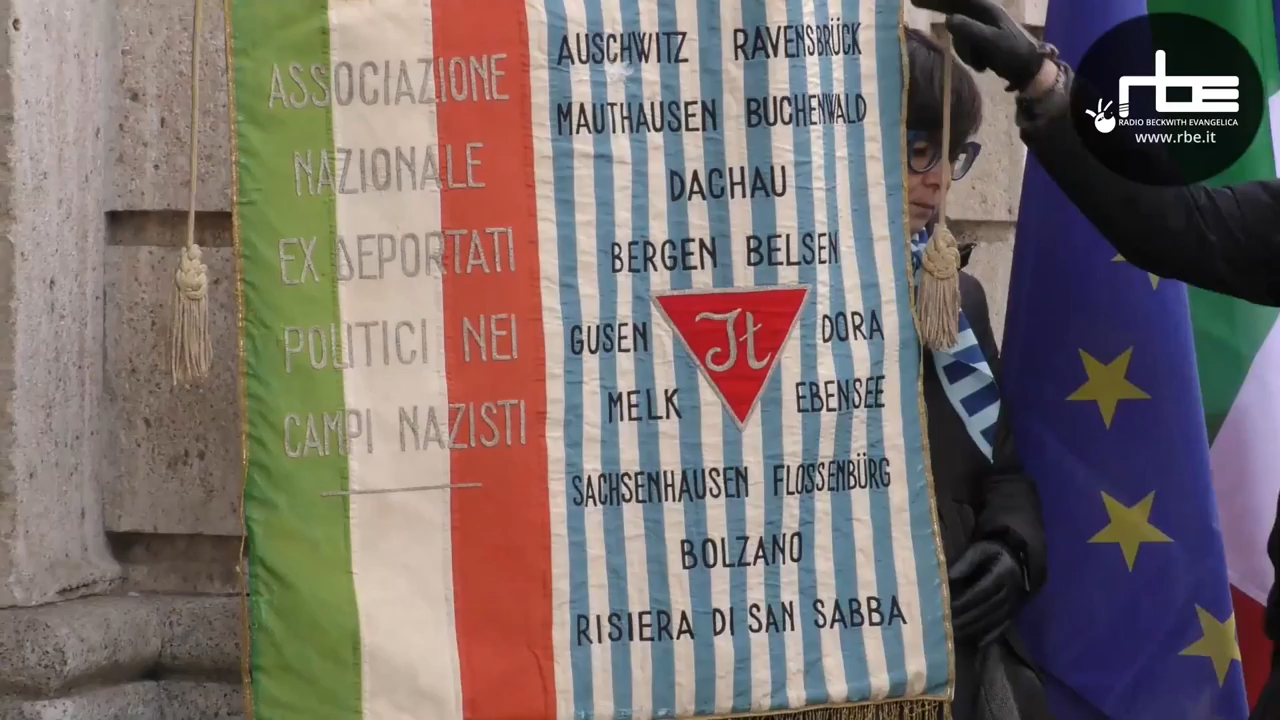 ASSOCIAZIONE
NAZIONALE
EX DEPORTATI
POLITICI NEI
CAMPI NAZISTI
AUSCHWITZ RAVENSBRÜCK
MAUTHAUSEN BUCHENWALD
DACHAU
BERGEN BELSEN
GUSEN It DORA
MELK EBENSEE
SACHSENHAUSEN FLOSSENBÜRG
BOLZANO
RISIERA DI SAN SABBA
rbe
RADIO BECKWITH EVANGELICA
www.rbe.it